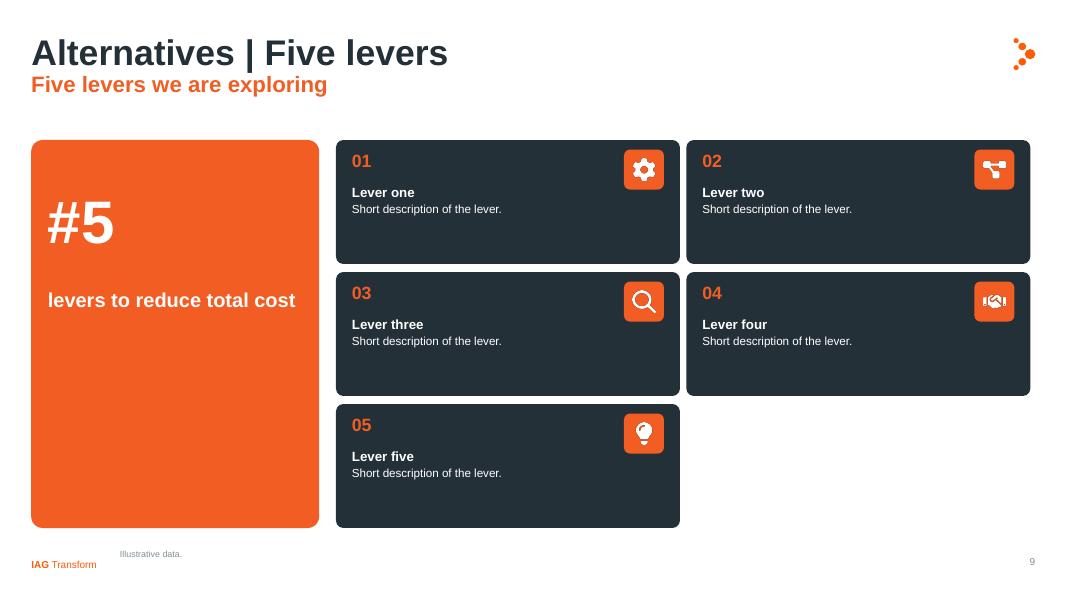 Alternatives | Five levers
Five levers we are exploring
#5
levers to reduce total cost
01
Lever one
Short description of the lever.
02
Lever two
Short description of the lever.
03
Lever three
Short description of the lever.
04
Lever four
Short description of the lever.
05
Lever five
Short description of the lever.
Illustrative data.
IAG Transform
9